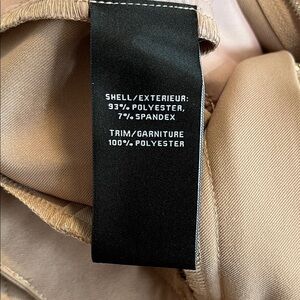 SHELL/EXTERIEUR:
93% POLYESTER,
7% SPANDEX
TRIM/GARNITURE
100% POLYESTER